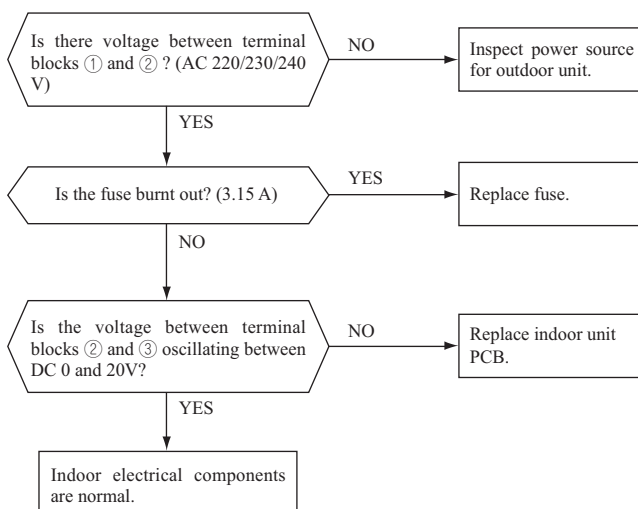 Is there voltage between terminal
blocks ① and ② ? (AC 220/230/240
V)
NO
Inspect power source
for outdoor unit.
YES
Is the fuse burnt out? (3.15 A)
YES
Replace fuse.
NO
Is the voltage between terminal
blocks ② and ③ oscillating between
DC 0 and 20V?
NO
Replace indoor unit
PCB.
YES
Indoor electrical components
are normal.